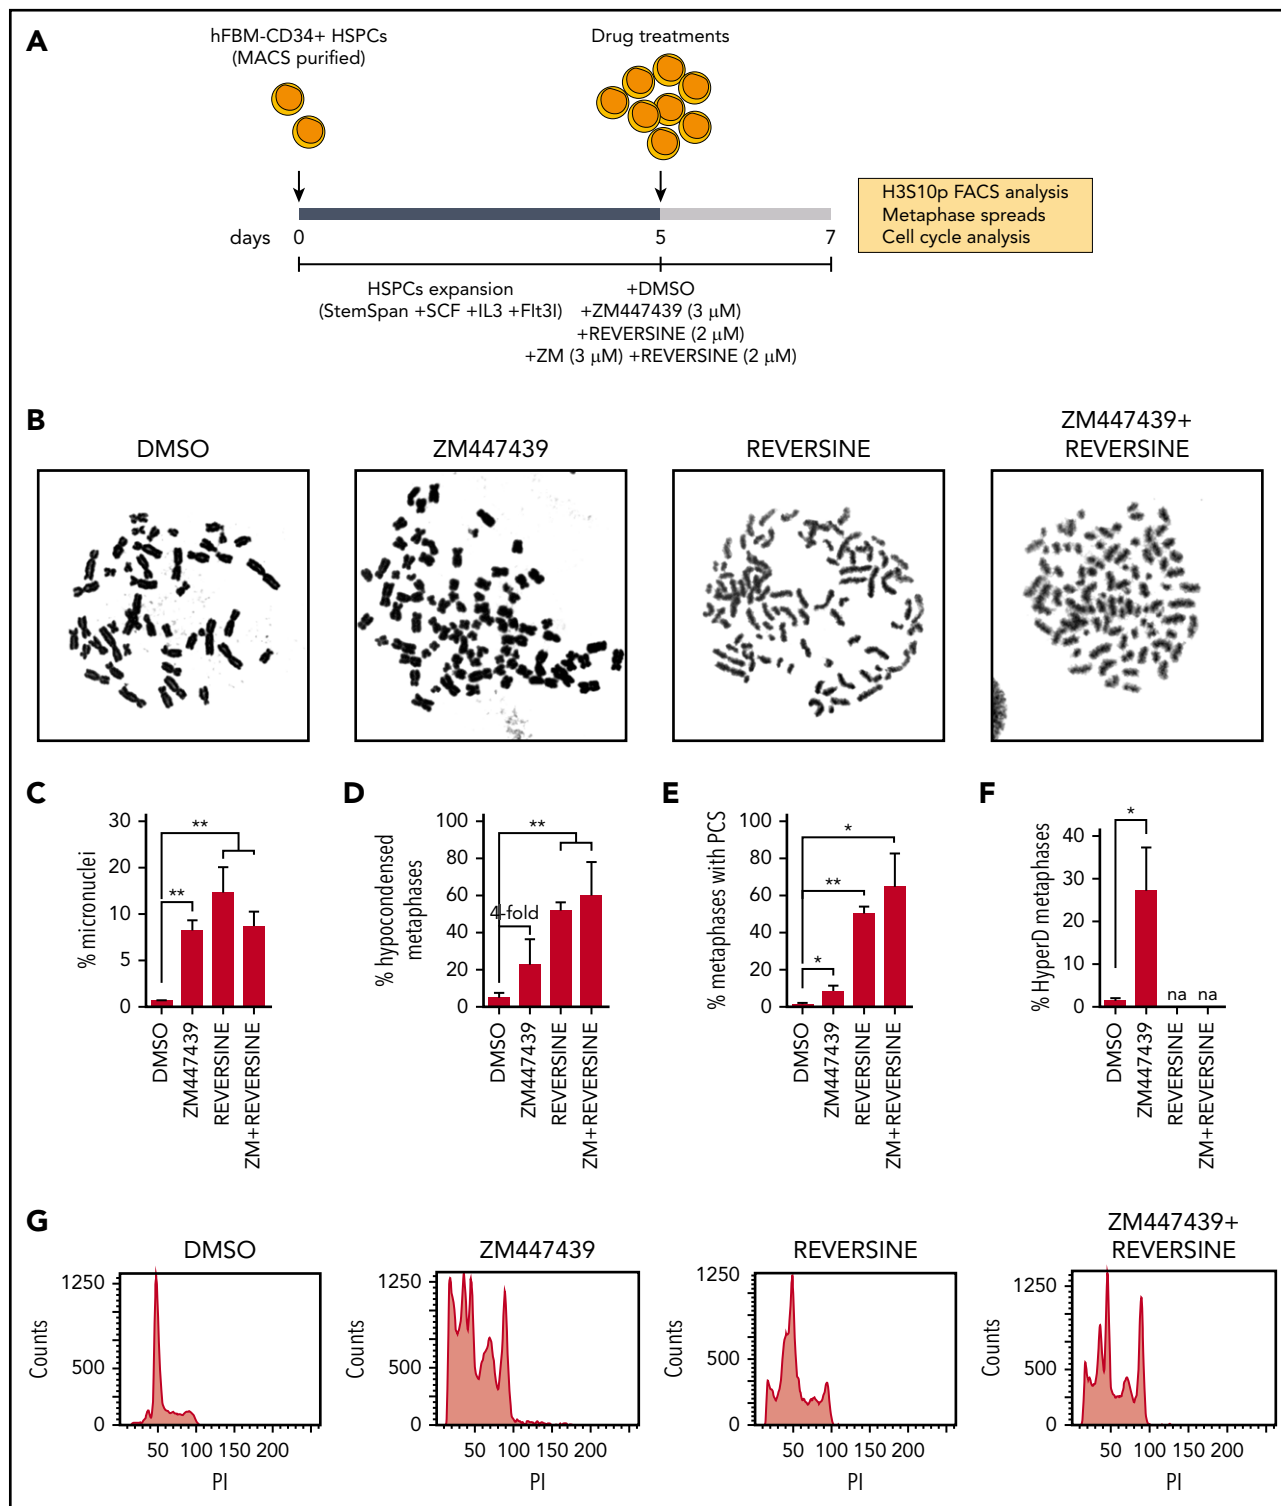 A
hFBM-CD34+ HSPCs
(MACS purified)
Drug treatments
H3S10p FACS analysis
Metaphase spreads
Cell cycle analysis
days
0
5
7
HSPCs expansion
(StemSpan +SCF +IL3 +Flt3l)
+DMSO
+ZM447439 (3 μM)
+REVERSINE (2 μM)
+ZM (3 μM) +REVERSINE (2 μM)
B
DMSO
ZM447439
REVERSINE
ZM447439+
REVERSINE
C
% micronuclei
30
20
10
5
0
**
**
DMSO
ZM447439
REVERSINE
ZM+REVERSINE
D
% hypocondensed
metaphases
100
80
60
40
20
0
**
4-fold
DMSO
ZM447439
REVERSINE
ZM+REVERSINE
E
% metaphases with PCS
100
80
60
40
20
0
*
**
*
DMSO
ZM447439
REVERSINE
ZM+REVERSINE
F
% HyperD metaphases
40
30
20
10
0
*
na
na
DMSO
ZM447439
REVERSINE
ZM+REVERSINE
G
DMSO
Counts
1250
500
0
50 100 150 200
PI
ZM447439
Counts
1250
500
0
50 100 150 200
PI
REVERSINE
Counts
1250
500
0
50 100 150 200
PI
ZM447439+
REVERSINE
Counts
1250
500
0
50 100 150 200
PI